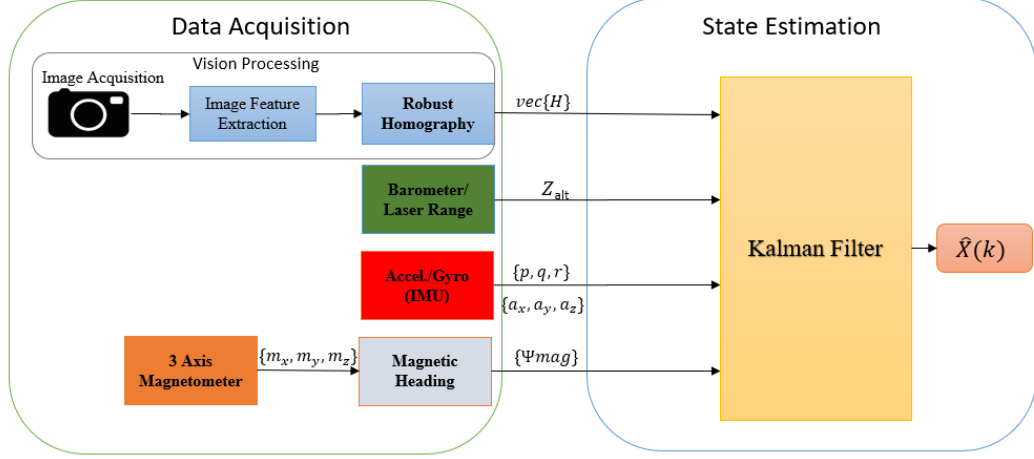 Data Acquisition
State Estimation
Vision Processing
Image Acquisition
Image Feature
Extraction
Robust
Homography
vec{H}
Barometer/
Laser Range
Z_alt
Kalman Filter
X̂(k)
Accel./Gyro
(IMU)
{p, q, r}
{a_x, a_y, a_z}
3 Axis
Magnetometer
{m_x, m_y, m_z}
Magnetic
Heading
{Ψmag}